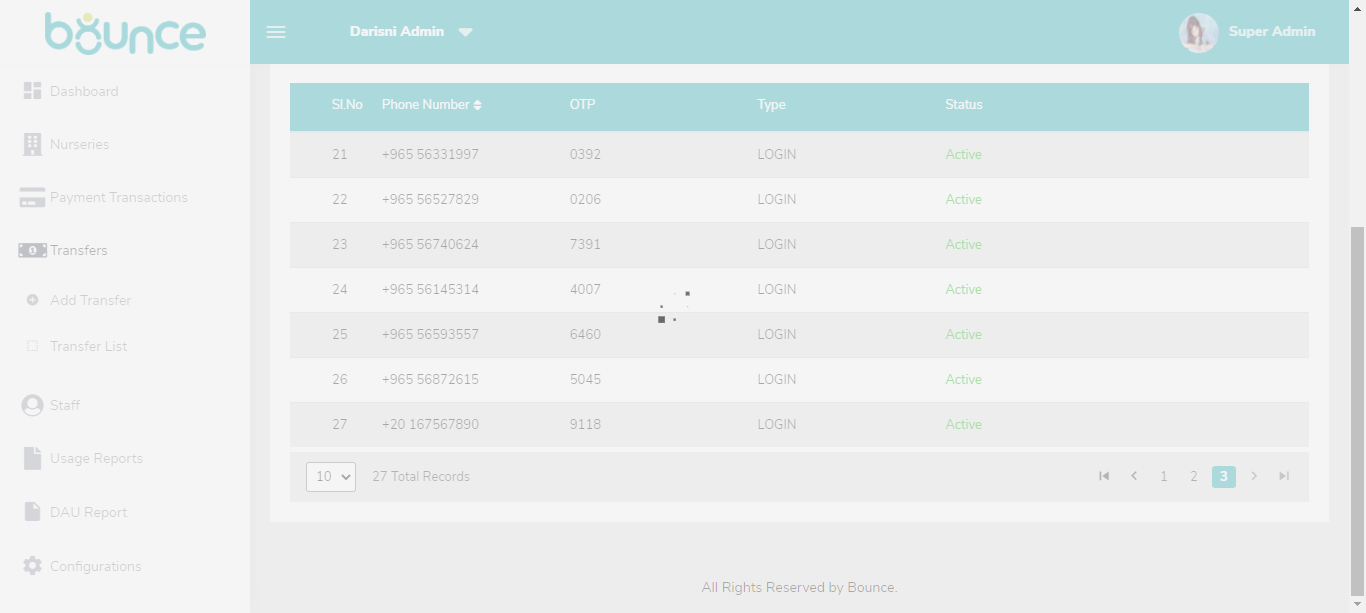 bounce
Darisni Admin
Super Admin
Dashboard
Nurseries
Payment Transactions
Transfers
Add Transfer
Transfer List
Staff
Usage Reports
DAU Report
Configurations
Sl.No Phone Number OTP Type Status
21 +965 56331997 0392 LOGIN Active
22 +965 56527829 0206 LOGIN Active
23 +965 56740624 7391 LOGIN Active
24 +965 56145314 4007 LOGIN Active
25 +965 56593557 6460 LOGIN Active
26 +965 56872615 5045 LOGIN Active
27 +20 167567890 9118 LOGIN Active
10 27 Total Records 1 2 3
All Rights Reserved by Bounce.